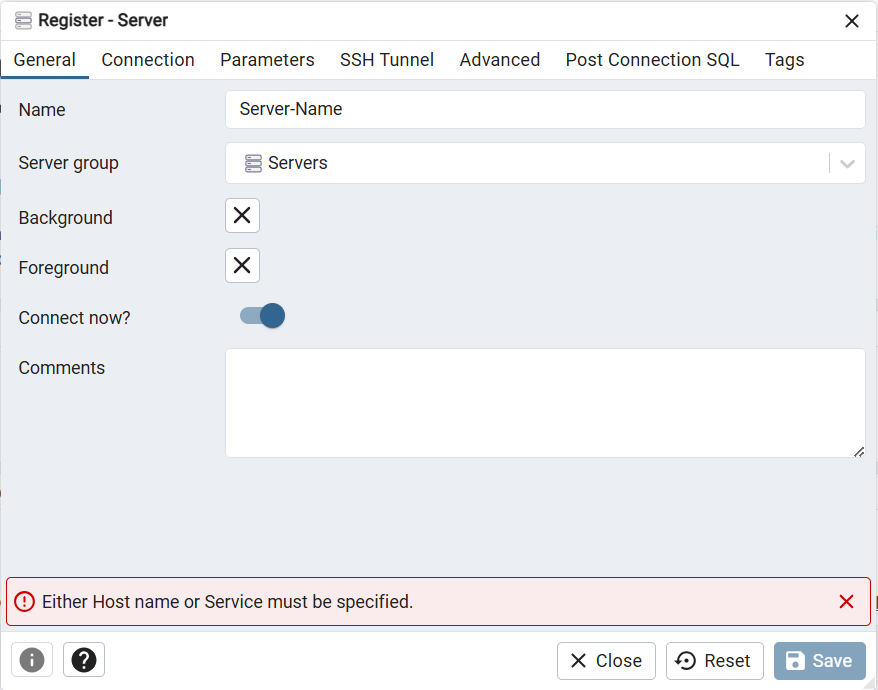 Register - Server
General Connection Parameters SSH Tunnel Advanced Post Connection SQL Tags
Name Server-Name
Server group Servers
Background
Foreground
Connect now?
Comments
Either Host name or Service must be specified.
Close Reset Save